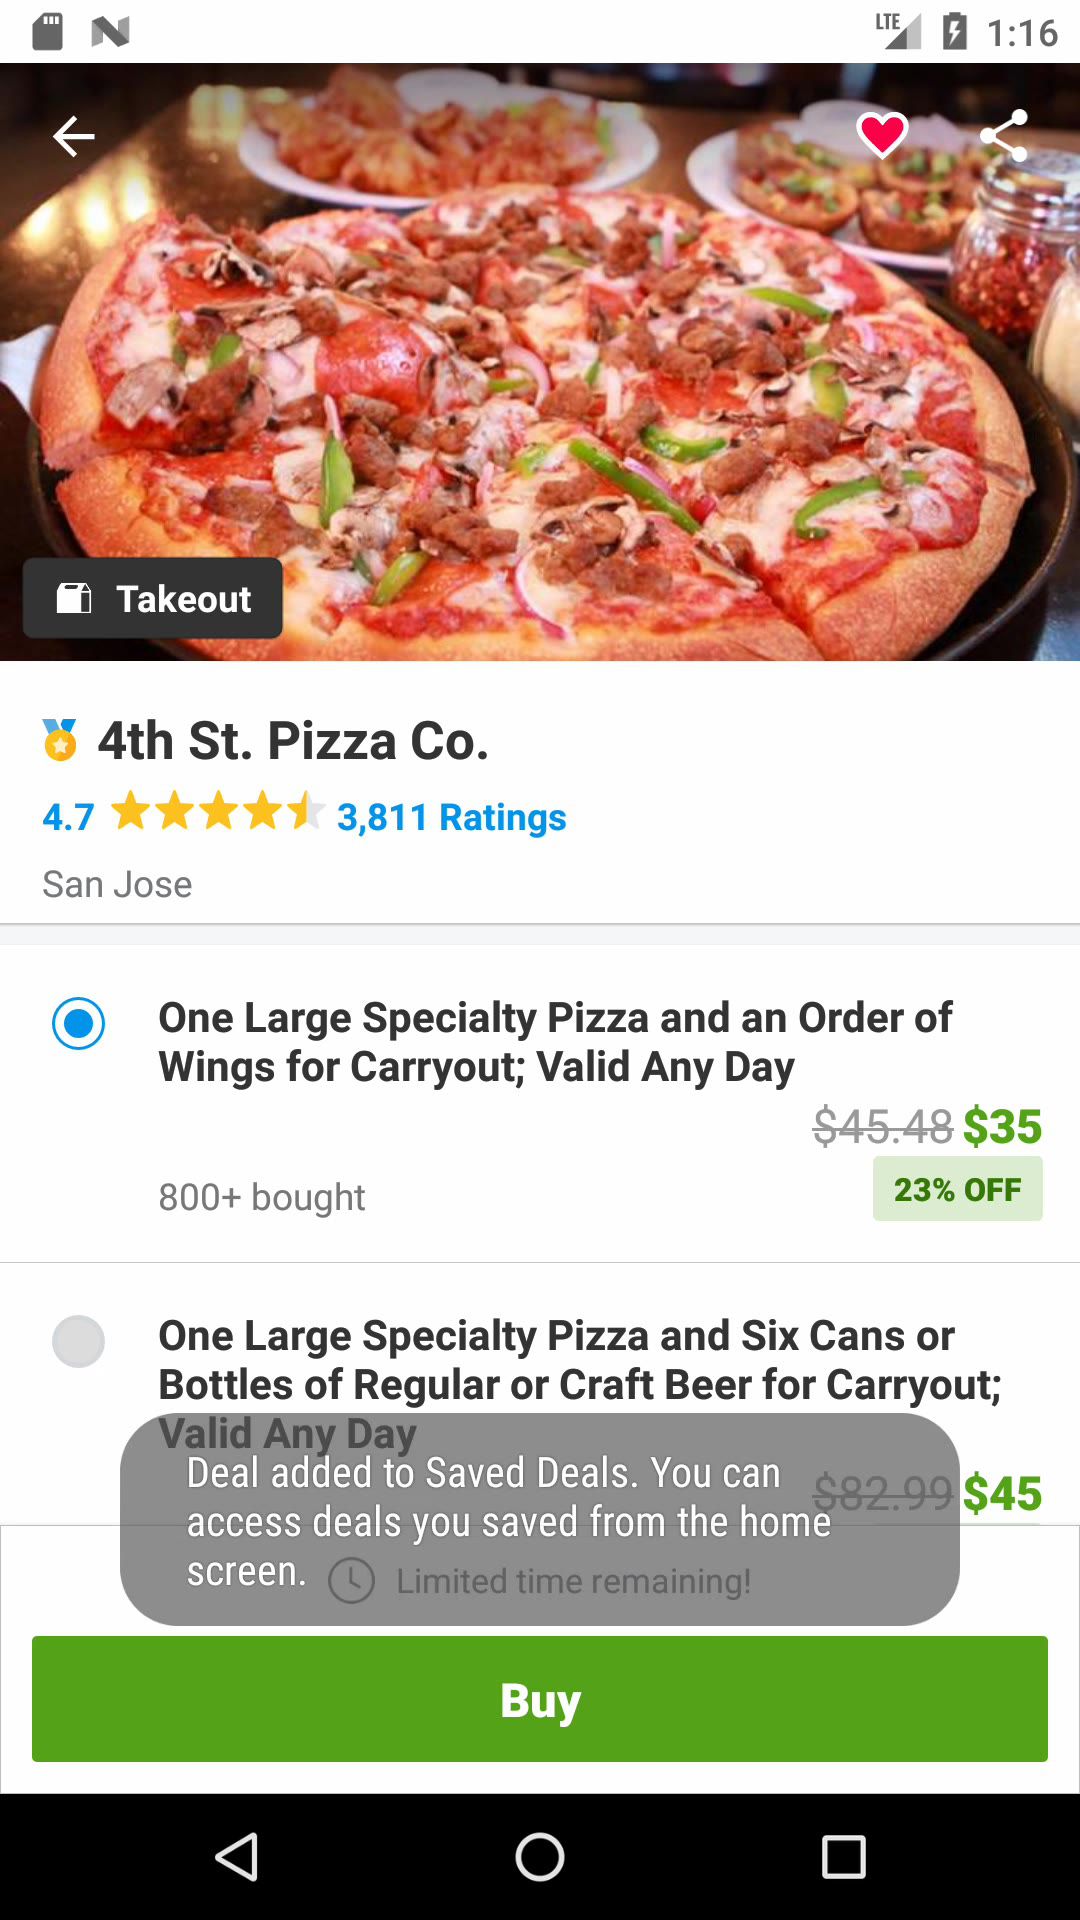 LTE 1:16
Takeout
4th St. Pizza Co.
4.7 3,811 Ratings
San Jose
One Large Specialty Pizza and an Order of
Wings for Carryout; Valid Any Day
$45.48 $35
800+ bought
23% OFF
One Large Specialty Pizza and Six Cans or
Bottles of Regular or Craft Beer for Carryout;
Valid Any Day
$82.99 $45
Deal added to Saved Deals. You can
access deals you saved from the home
screen.
Limited time remaining!
Buy